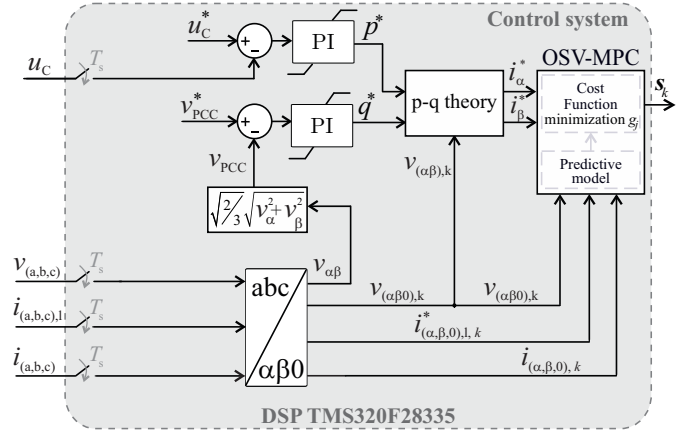 Control system
u*C
+
−
PI
p*
uC
Ts
OSV-MPC
v*PCC
+
−
PI
q*
p-q theory
i*α
i*β
Cost
Function
minimization gj
Predictive
model
sk
vPCC
v(αβ),k
√2/3 √v²α+v²β
vαβ
v(a,b,c)
Ts
abc
αβ0
v(αβ0),k
v(αβ0),k
i(a,b,c),l
Ts
i*(α,β,0),l, k
i(a,b,c)
Ts
i(α,β,0), k
DSP TMS320F28335